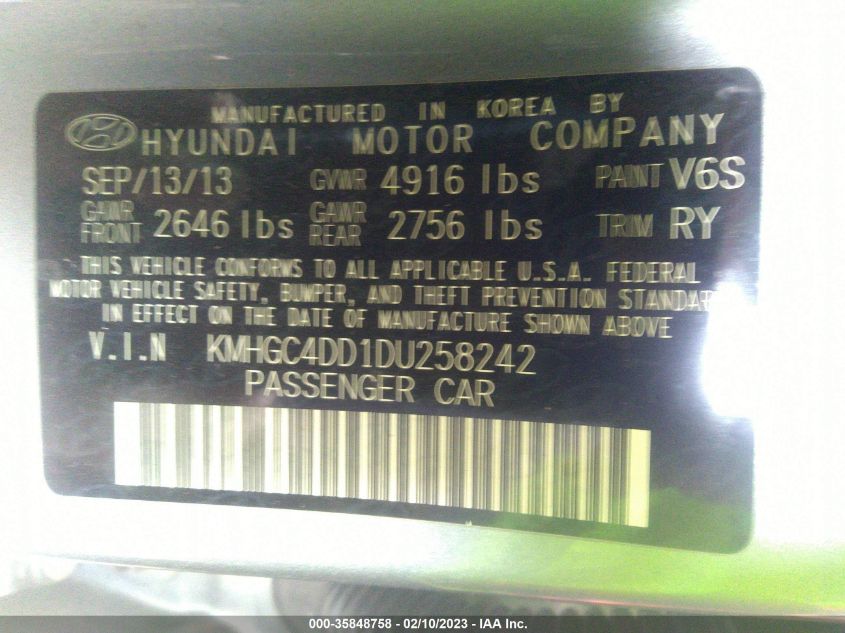 MANUFACTURED IN KOREA BY
HYUNDAI MOTOR COMPANY
SEP/13/13 GVWR 4916 lbs PAINT V6S
GAWR FRONT 2646 lbs GAWR REAR 2756 lbs TRIM RY
THIS VEHICLE CONFORMS TO ALL APPLICABLE U.S.A. FEDERAL
MOTOR VEHICLE SAFETY, BUMPER, AND THEFT PREVENTION STANDAR
IN EFFECT ON THE DATE OF MANUFACTURE SHOWN ABOVE
V.I.N KMHGC4DD1DU258242
PASSENGER CAR
000-35848758 - 02/10/2023 - IAA Inc.